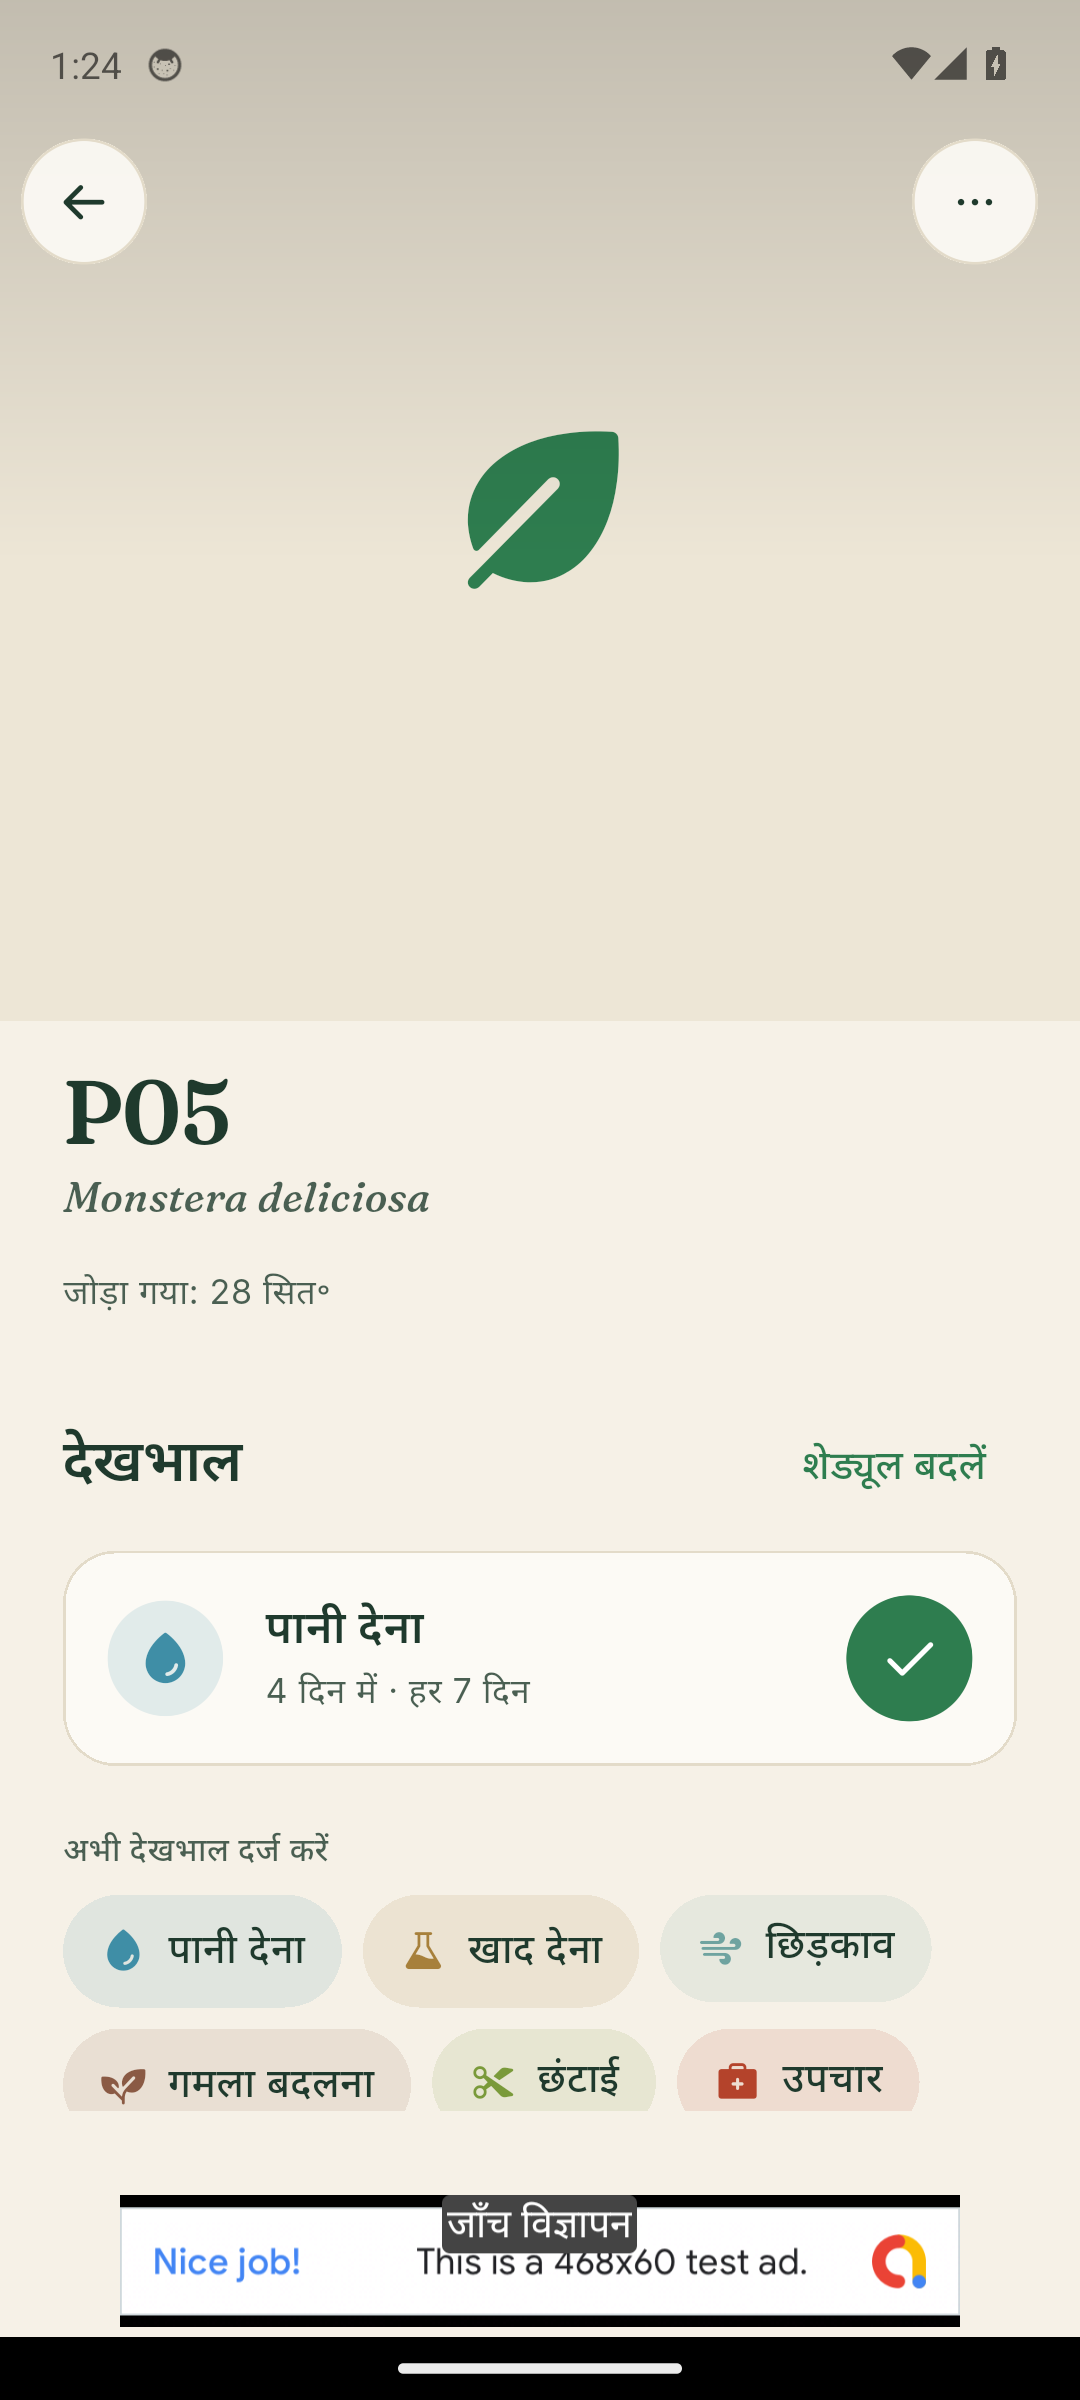 1:24
P05
Monstera deliciosa
जोड़ा गया: 28 सित॰
देखभाल
शेड्यूल बदलें
पानी देना
4 दिन में · हर 7 दिन
अभी देखभाल दर्ज करें
पानी देना
खाद देना
छिड़काव
गमला बदलना
छंटाई
उपचार
जाँच विज्ञापन
Nice job!
This is a 468x60 test ad.